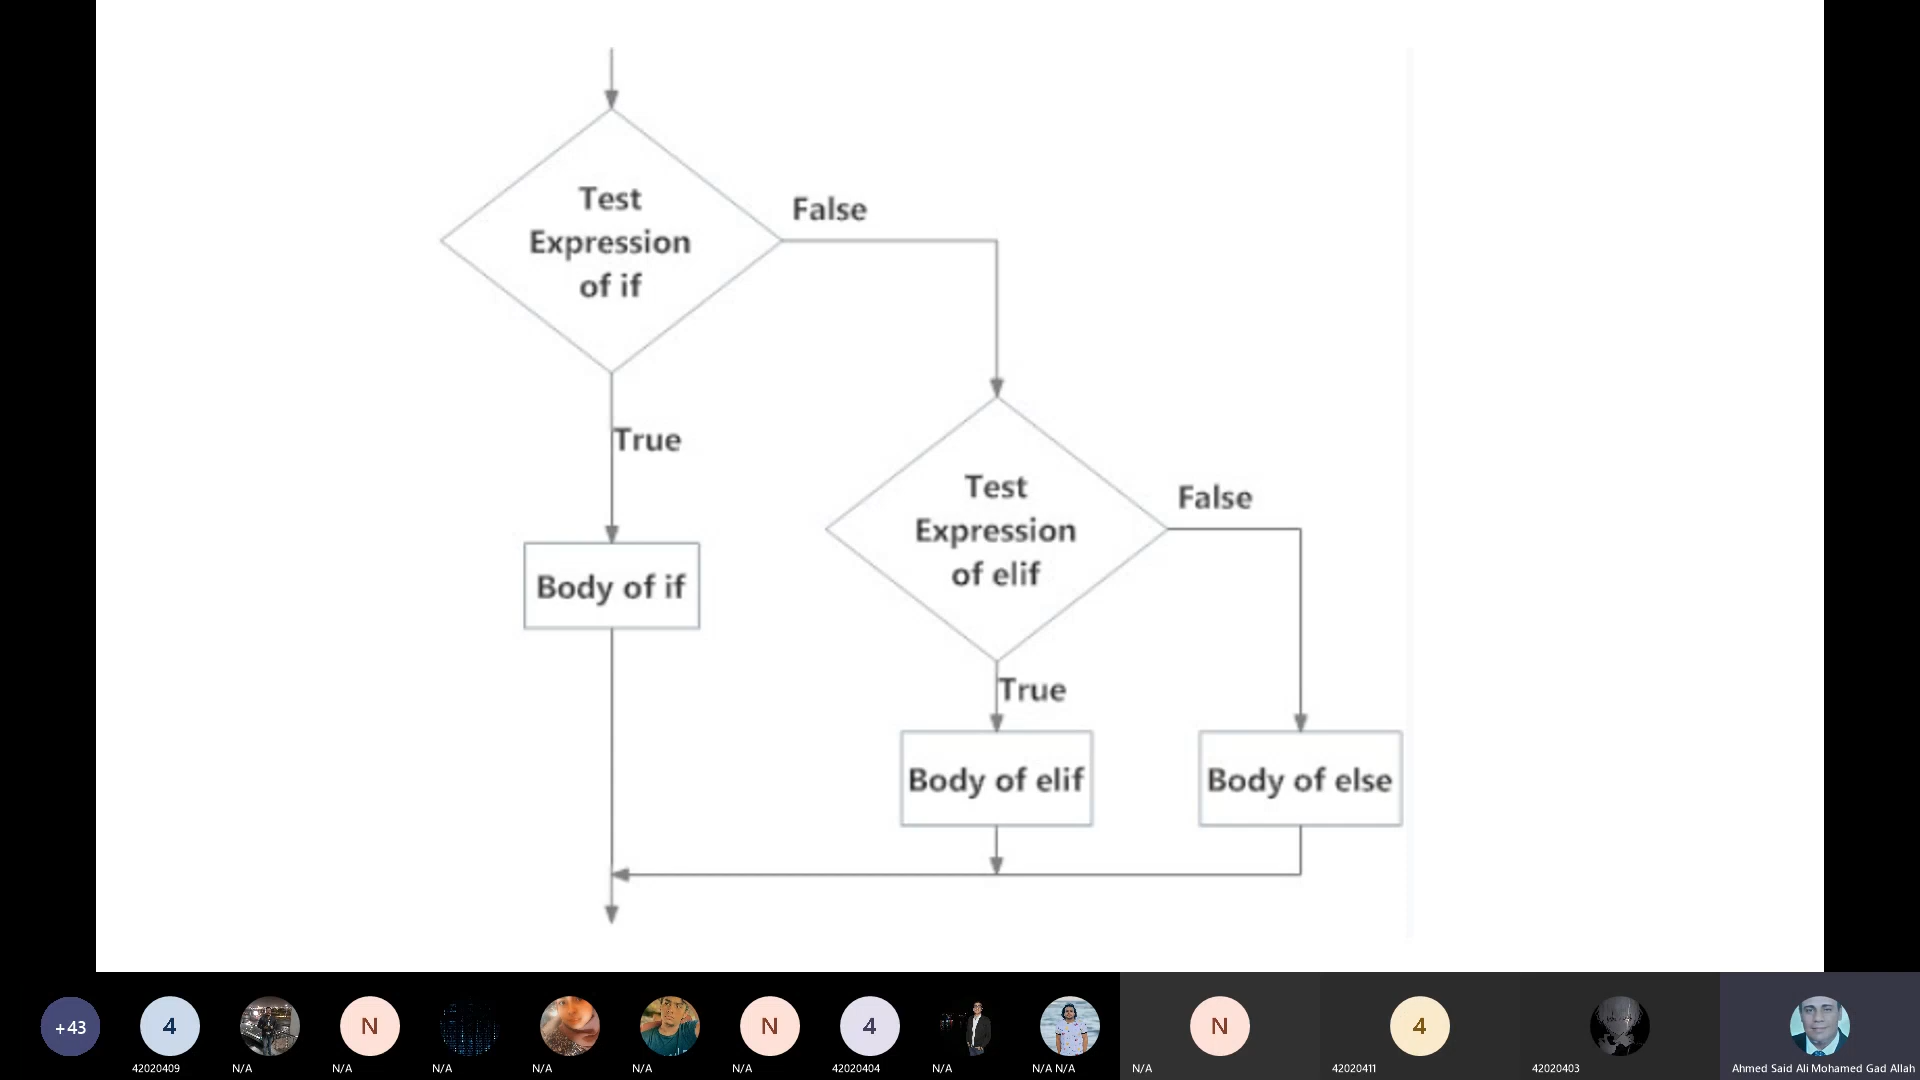 Test
Expression
of if
False
True
Test
Expression
of elif
False
Body of if
True
Body of elif
Body of else
+43
4
N
N
4
N
4
42020409
N/A
N/A
N/A
N/A
N/A
N/A
42020404
N/A
N/A N/A
N/A
42020411
42020403
Ahmed Said Ali Mohamed Gad Allah